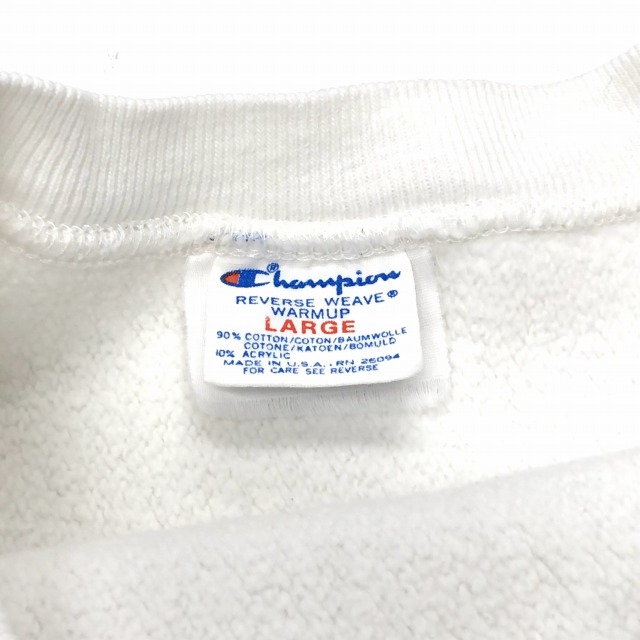 Champion®
REVERSE WEAVE®
WARMUP
LARGE
90% COTTON/COTON/BAUMWOLLE
COTONE/KATOEN/BOMULD
10% ACRYLIC
MADE IN U.S.A. RN 26094
FOR CARE SEE REVERSE